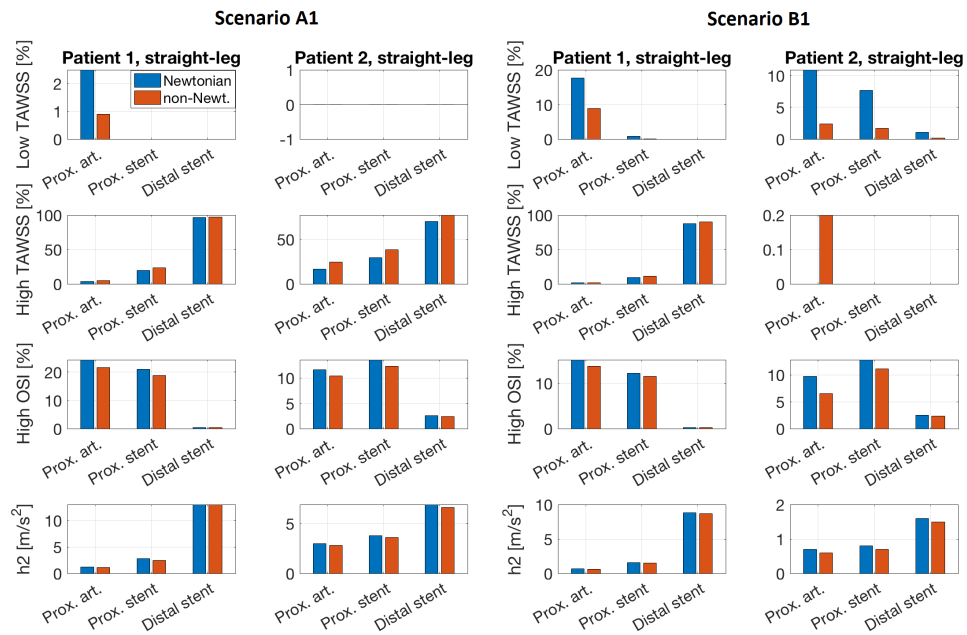 Scenario A1
Scenario B1
Patient 1, straight-leg
Patient 2, straight-leg
Patient 1, straight-leg
Patient 2, straight-leg
Low TAWSS [%]
2
1
0
Newtonian
non-Newt.
Prox. art.
Prox. stent
Distal stent
1
0
-1
Prox. art.
Prox. stent
Distal stent
Low TAWSS [%]
20
10
0
Prox. art.
Prox. stent
Distal stent
10
5
0
Prox. art.
Prox. stent
Distal stent
High TAWSS [%]
100
50
0
Prox. art.
Prox. stent
Distal stent
50
0
Prox. art.
Prox. stent
Distal stent
High TAWSS [%]
100
50
0
Prox. art.
Prox. stent
Distal stent
0.2
0.1
0
Prox. art.
Prox. stent
Distal stent
High OSI [%]
20
10
0
Prox. art.
Prox. stent
Distal stent
10
5
0
Prox. art.
Prox. stent
Distal stent
High OSI [%]
10
0
Prox. art.
Prox. stent
Distal stent
10
5
0
Prox. art.
Prox. stent
Distal stent
h2 [m/s²]
10
5
0
Prox. art.
Prox. stent
Distal stent
5
0
Prox. art.
Prox. stent
Distal stent
h2 [m/s²]
10
5
0
Prox. art.
Prox. stent
Distal stent
2
1
0
Prox. art.
Prox. stent
Distal stent